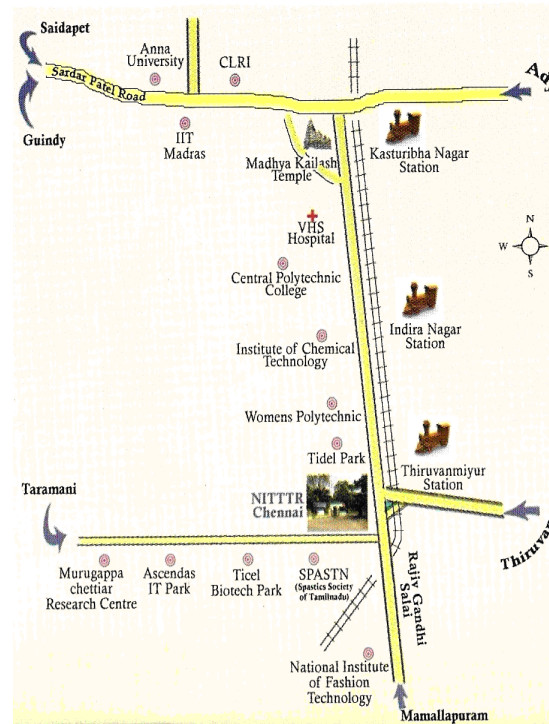 Saidapet
Anna
University
CLRI
Sardar Patel Road
Ady
Guindy
IIT
Madras
Madhya Kailash
Temple
Kasturibha Nagar
Station
N
W
S
VHS
Hospital
Central Polytechnic
College
Indira Nagar
Station
Institute of Chemical
Technology
Womens Polytechnic
Tidel Park
Thiruvanmiyur
Station
NITTTR
Chennai
Taramani
Thiruvan
Murugappa
chettiar
Research Centre
Ascendas
IT Park
Ticel
Biotech Park
SPASTN
(Spastics Society
of Tamilnadu)
Rajiv Gandhi
Salai
National Institute
of Fashion
Technology
Mamallapuram